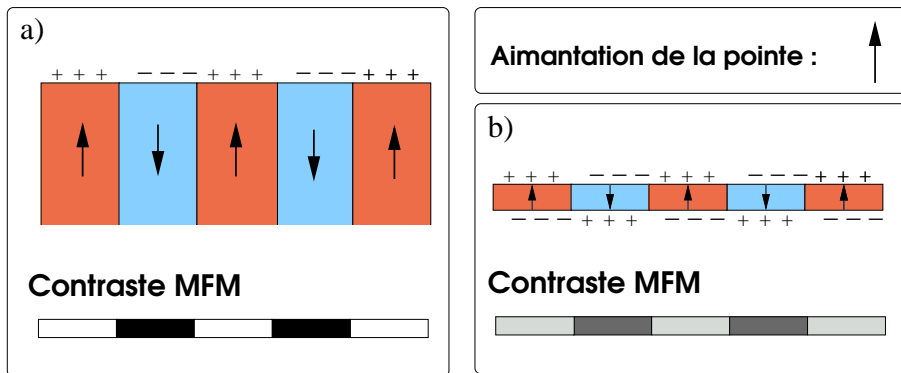 a)
+ + + — — — + + + — — — + + +
Contraste MFM
Aimantation de la pointe :
b)
+ + + — — — + + + — — — + + +
— — — + + + — — — + + + — — —
Contraste MFM